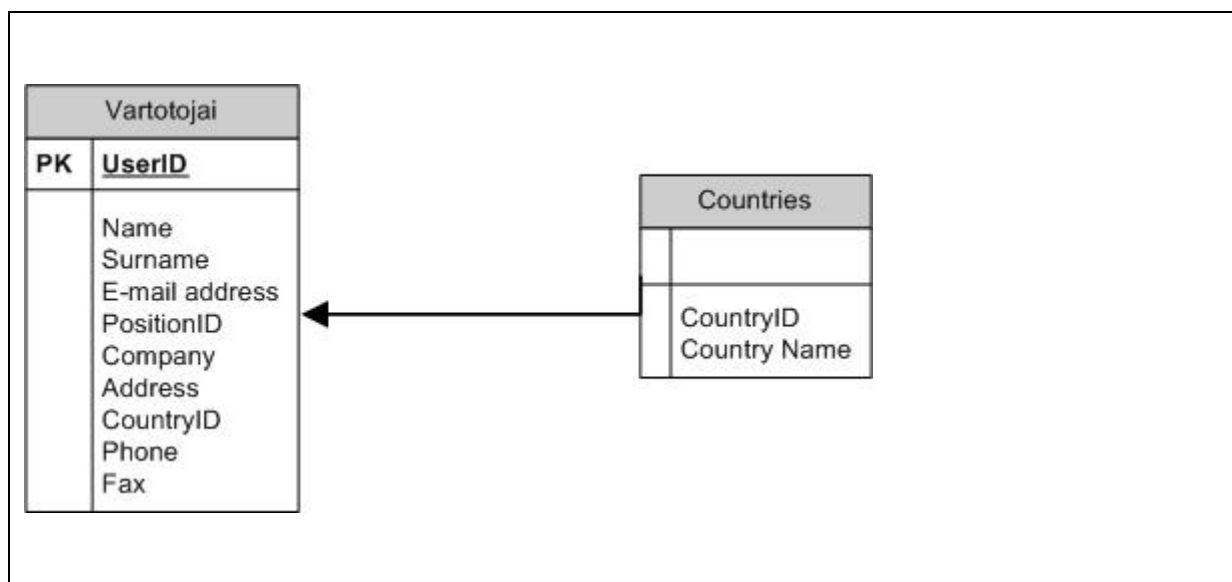 Vartotojai
PK UserID
Name
Surname
E-mail address
PositionID
Company
Address
CountryID
Phone
Fax
Countries
CountryID
Country Name